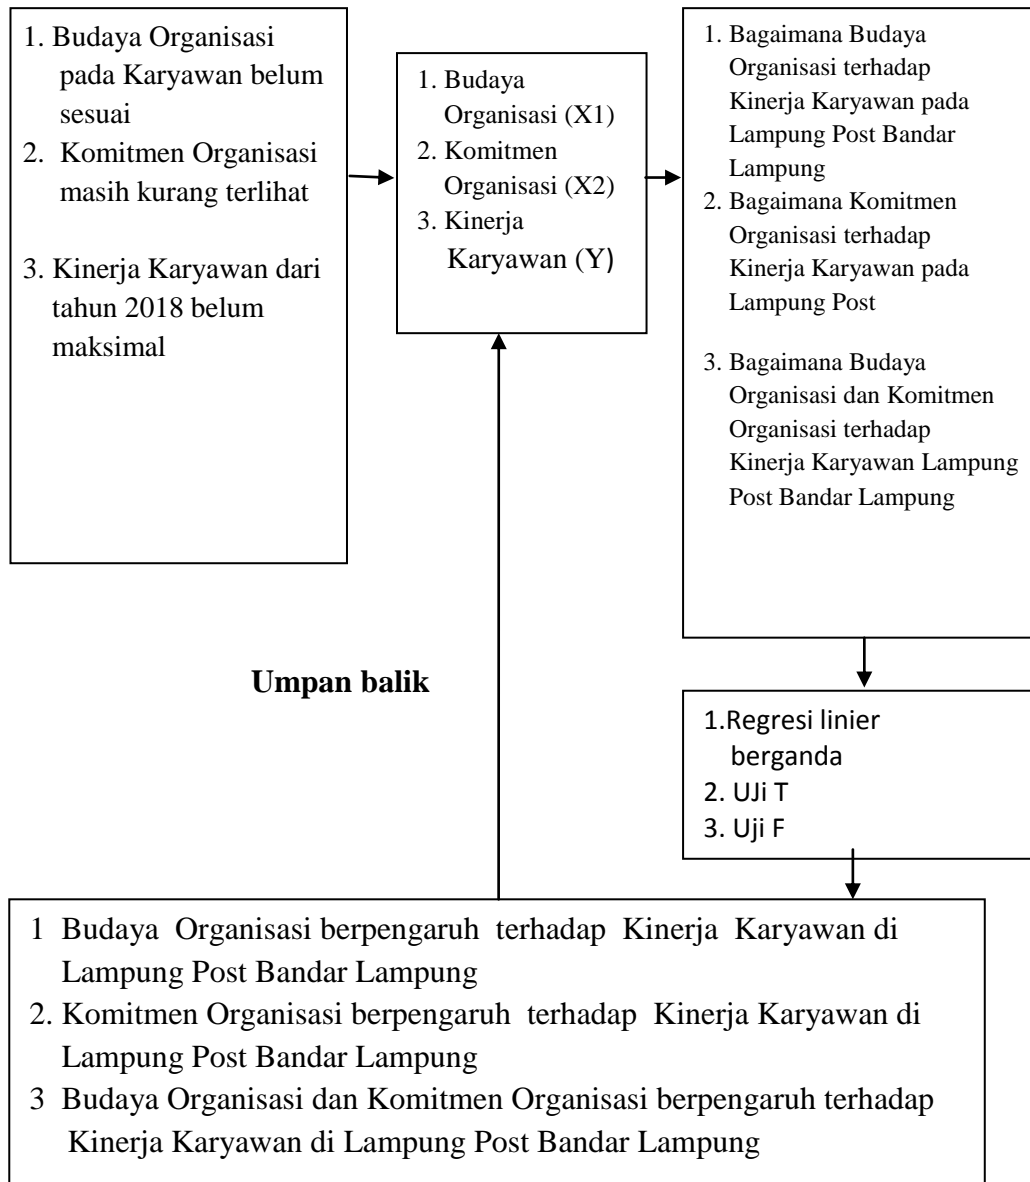 1. Budaya Organisasi
pada Karyawan belum
sesuai
2. Komitmen Organisasi
masih kurang terlihat
3. Kinerja Karyawan dari
tahun 2018 belum
maksimal
1. Budaya
Organisasi (X1)
2. Komitmen
Organisasi (X2)
3. Kinerja
Karyawan (Y)
1. Bagaimana Budaya
Organisasi terhadap
Kinerja Karyawan pada
Lampung Post Bandar
Lampung
2. Bagaimana Komitmen
Organisasi terhadap
Kinerja Karyawan pada
Lampung Post
3. Bagaimana Budaya
Organisasi dan Komitmen
Organisasi terhadap
Kinerja Karyawan Lampung
Post Bandar Lampung
Umpan balik
1.Regresi linier
berganda
2. UJi T
3. Uji F
1 Budaya Organisasi berpengaruh terhadap Kinerja Karyawan di
Lampung Post Bandar Lampung
2. Komitmen Organisasi berpengaruh terhadap Kinerja Karyawan di
Lampung Post Bandar Lampung
3 Budaya Organisasi dan Komitmen Organisasi berpengaruh terhadap
Kinerja Karyawan di Lampung Post Bandar Lampung